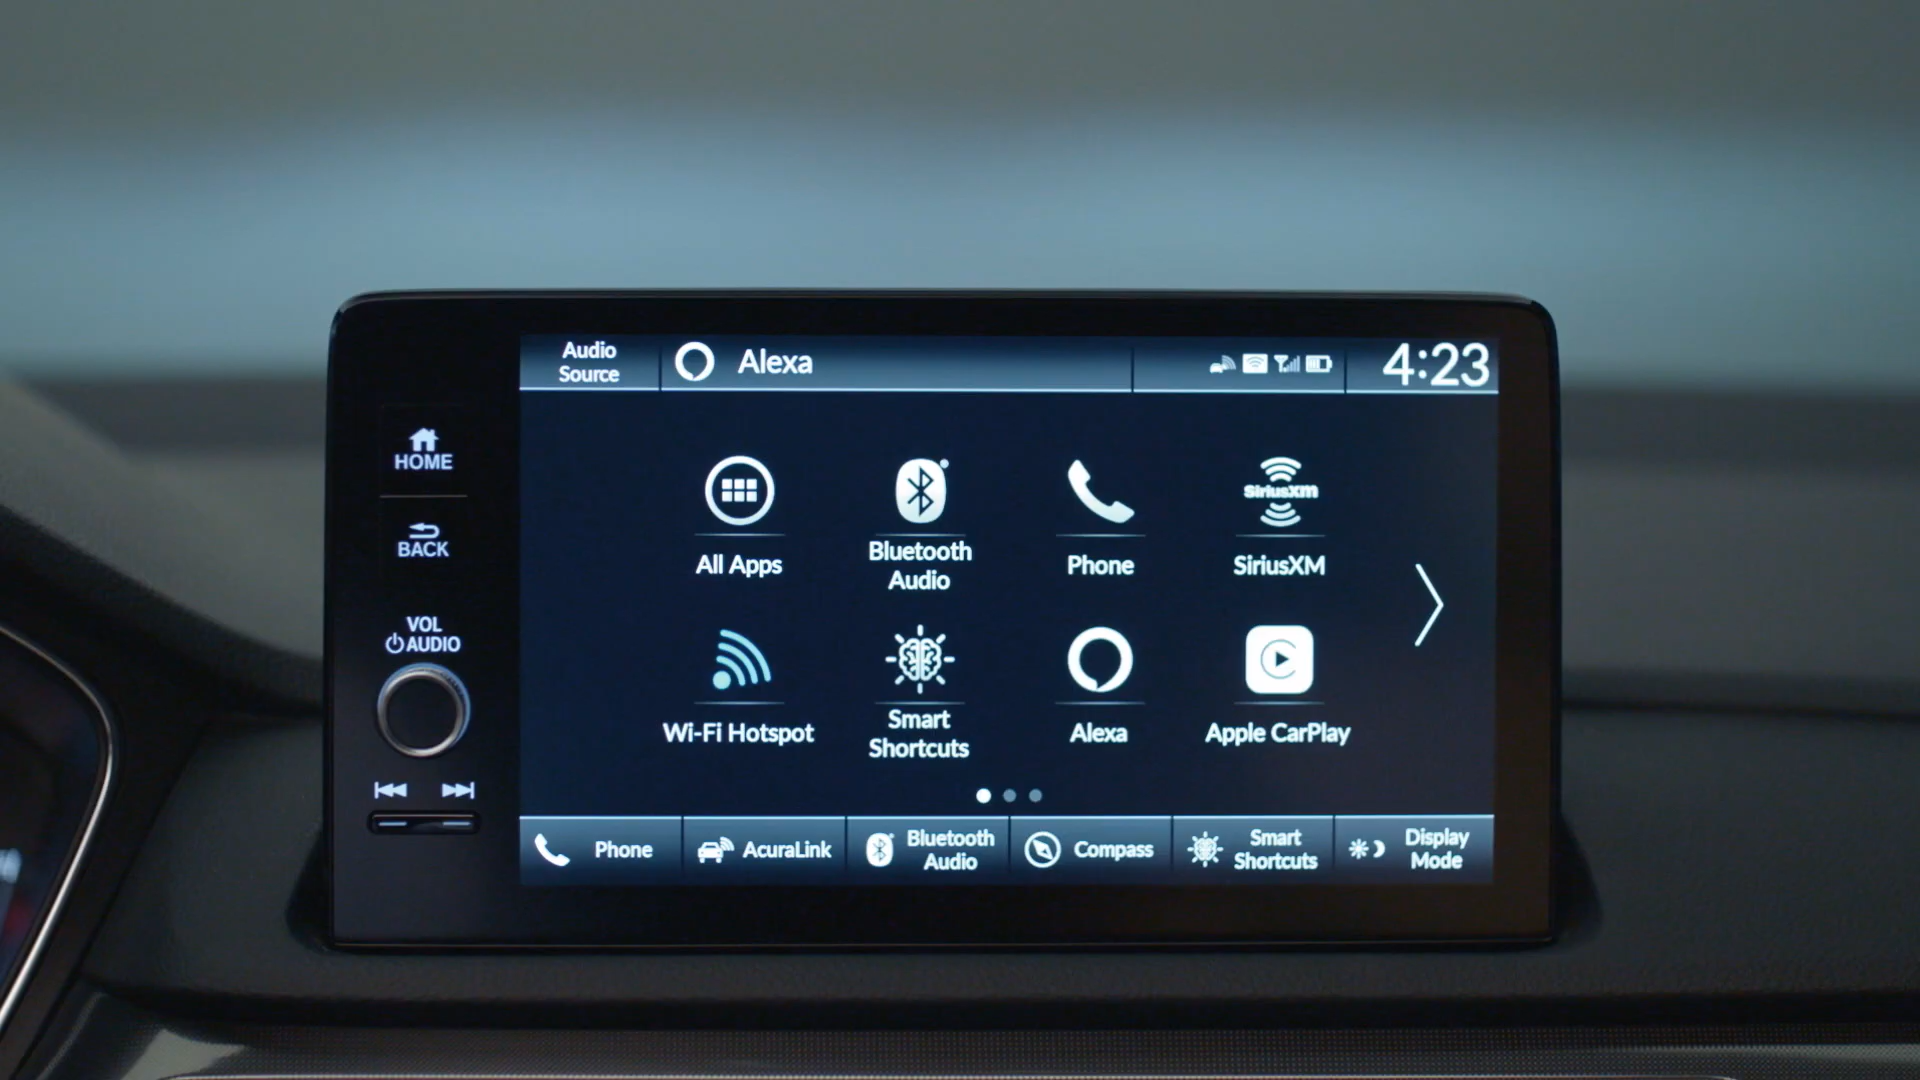 Audio
Source
Alexa
4:23
HOME
BACK
VOL
AUDIO
All Apps
Bluetooth
Audio
Phone
SiriusXM
SiriusXM
Wi-Fi Hotspot
Smart
Shortcuts
Alexa
Apple CarPlay
Phone
AcuraLink
Bluetooth
Audio
Compass
Smart
Shortcuts
Display
Mode